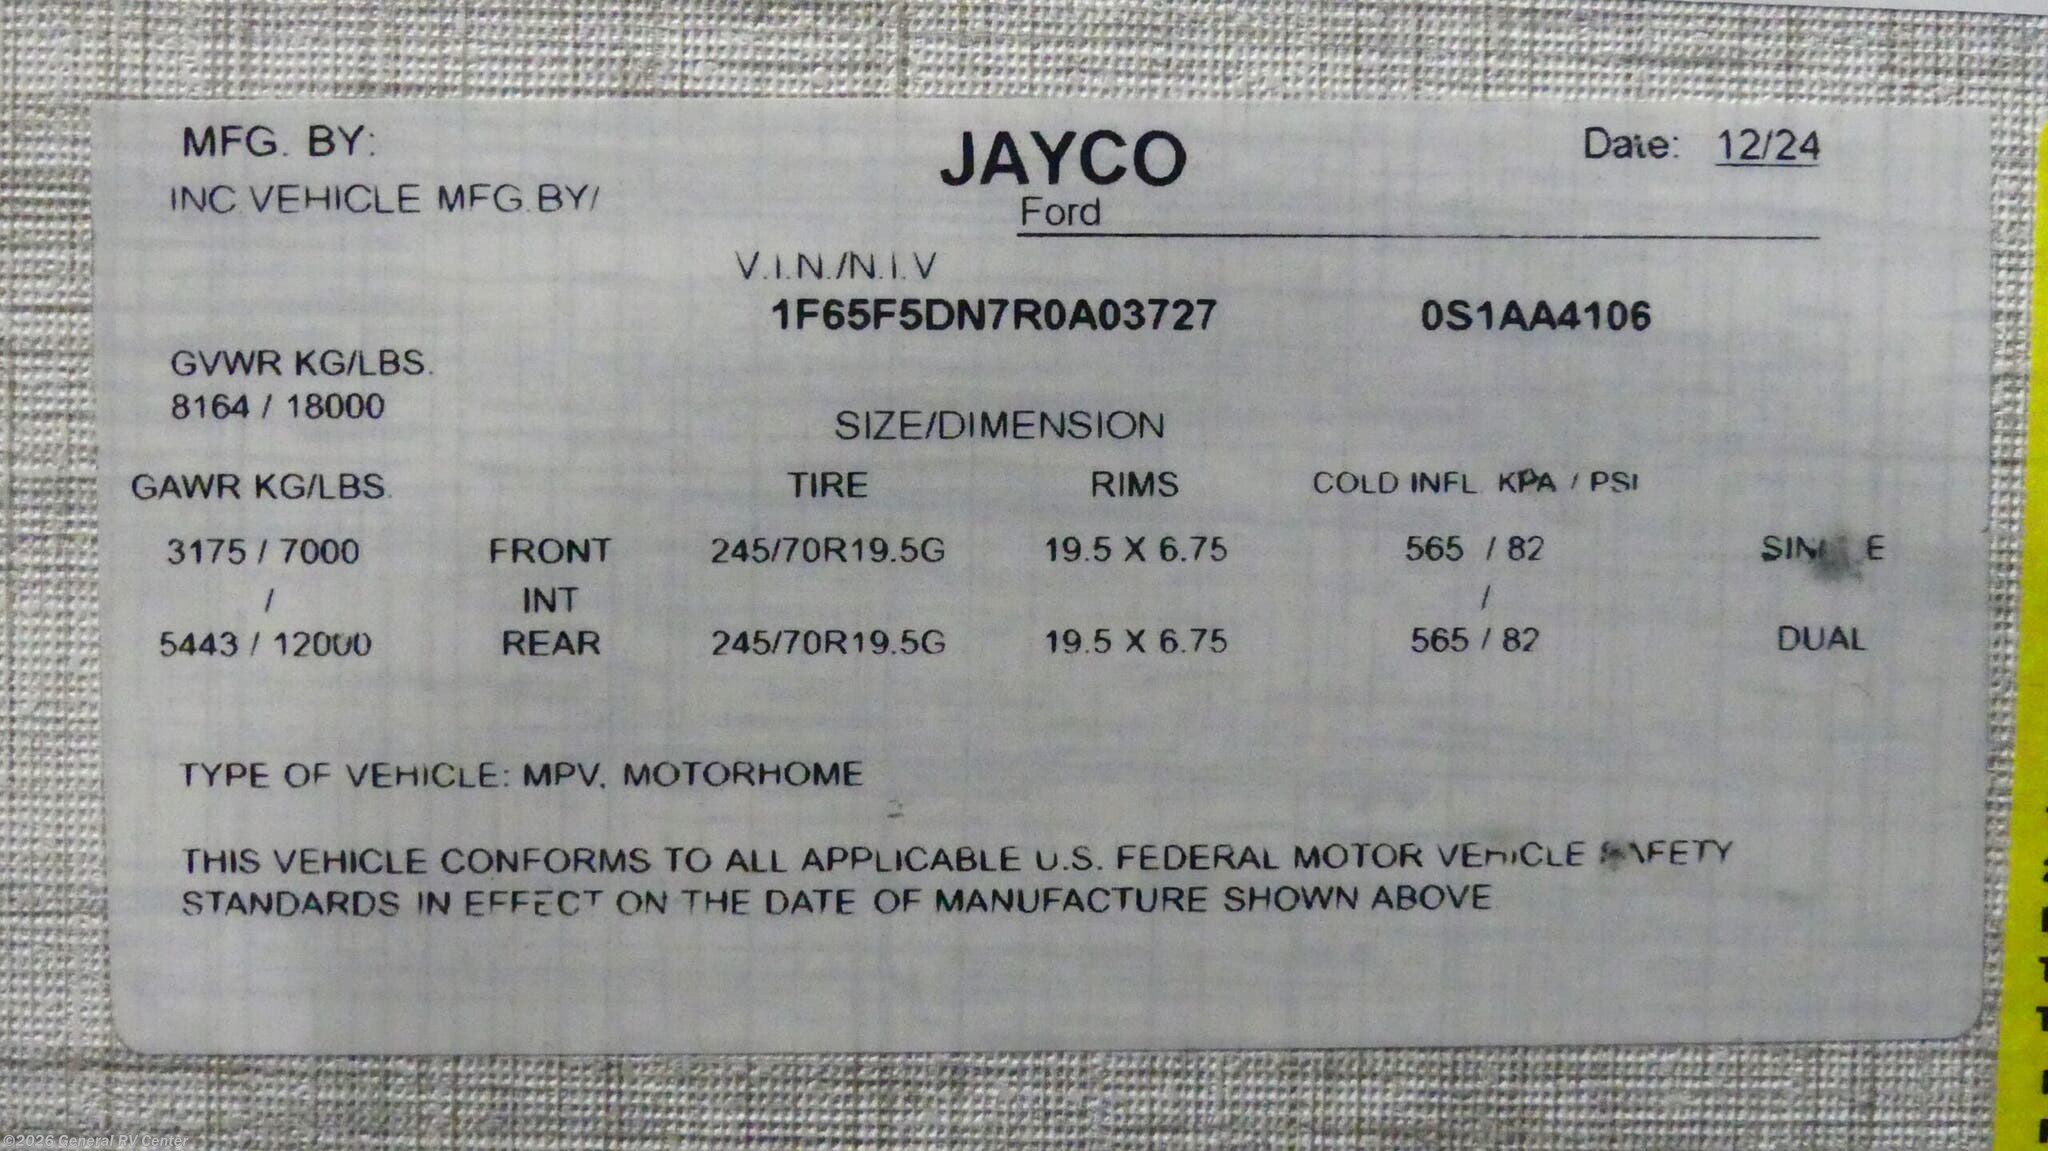 MFG. BY: JAYCO Date: 12/24
INC.VEHICLE MFG.BY/ Ford
V.I.N./N.I.V
1F65F5DN7R0A03727 0S1AA4106
GVWR KG/LBS.
8164 / 18000
SIZE/DIMENSION
GAWR KG/LBS. TIRE RIMS COLD INFL. KPA / PSI
3175 / 7000 FRONT 245/70R19.5G 19.5 X 6.75 565 / 82 SINGLE
/ INT /
5443 / 12000 REAR 245/70R19.5G 19.5 X 6.75 565 / 82 DUAL
TYPE OF VEHICLE: MPV, MOTORHOME
THIS VEHICLE CONFORMS TO ALL APPLICABLE U.S. FEDERAL MOTOR VEHICLE SAFETY
STANDARDS IN EFFECT ON THE DATE OF MANUFACTURE SHOWN ABOVE
©2026 General RV Center